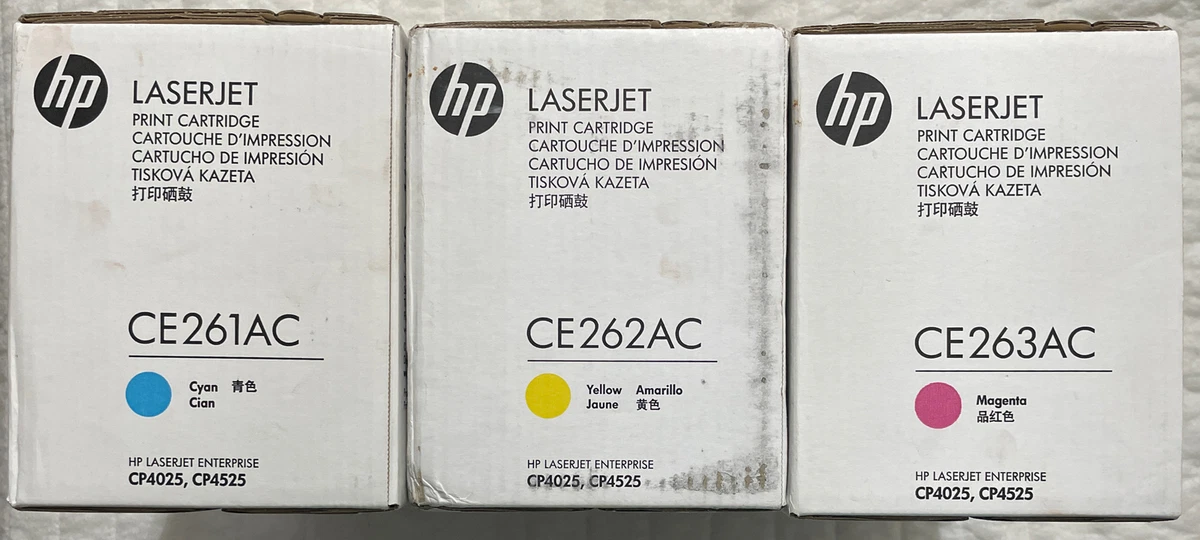 hp
LASERJET
PRINT CARTRIDGE
CARTOUCHE D'IMPRESSION
CARTUCHO DE IMPRESIÓN
TISKOVÁ KAZETA
打印硒鼓
CE261AC
Cyan 青色
Cian
HP LASERJET ENTERPRISE
CP4025, CP4525
hp
LASERJET
PRINT CARTRIDGE
CARTOUCHE D'IMPRESSION
CARTUCHO DE IMPRESIÓN
TISKOVÁ KAZETA
打印硒鼓
CE262AC
Yellow Amarillo
Jaune 黄色
HP LASERJET ENTERPRISE
CP4025, CP4525
hp
LASERJET
PRINT CARTRIDGE
CARTOUCHE D'IMPRESSION
CARTUCHO DE IMPRESIÓN
TISKOVÁ KAZETA
打印硒鼓
CE263AC
Magenta
品红色
HP LASERJET ENTERPRISE
CP4025, CP4525